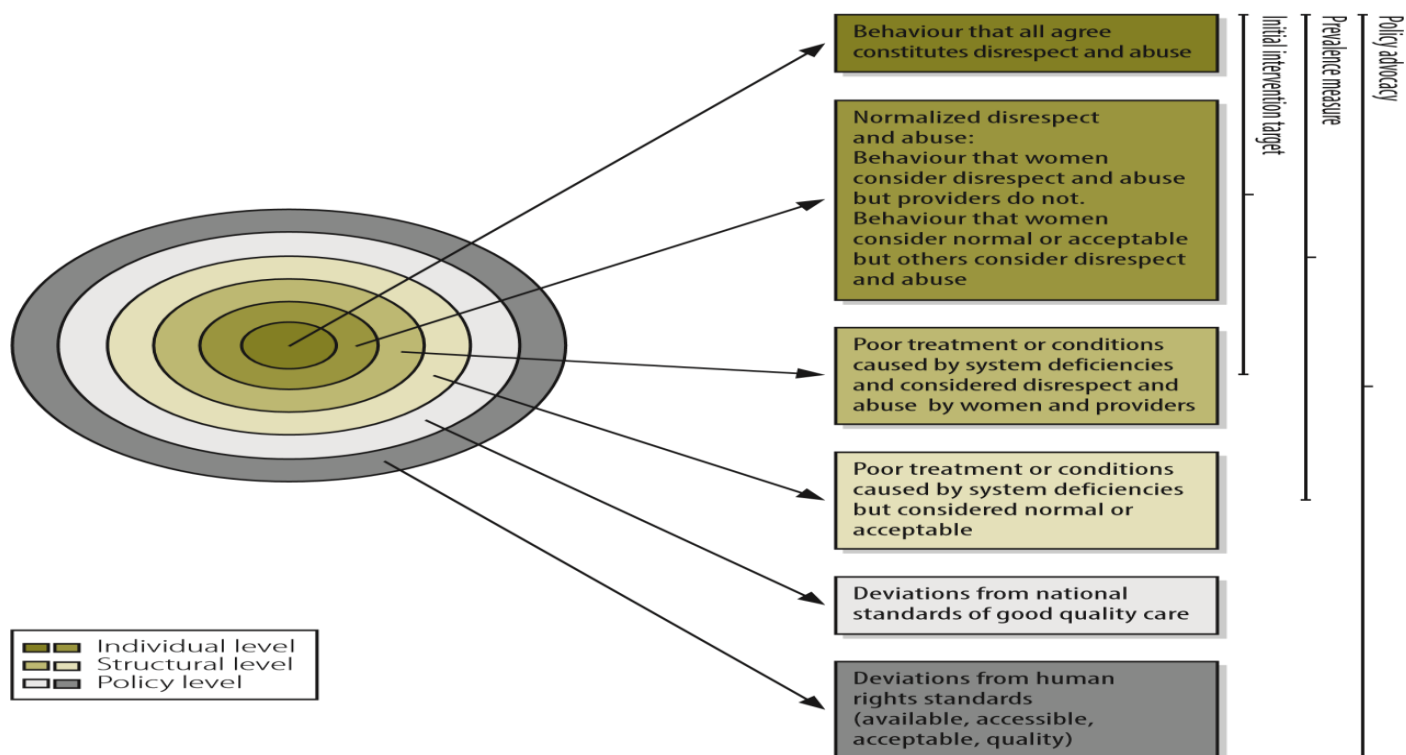 Behaviour that all agree
constitutes disrespect and abuse
Normalized disrespect
and abuse:
Behaviour that women
consider disrespect and abuse
but providers do not.
Behaviour that women
consider normal or acceptable
but others consider disrespect
and abuse
Poor treatment or conditions
caused by system deficiencies
and considered disrespect and
abuse by women and providers
Poor treatment or conditions
caused by system deficiencies
but considered normal or
acceptable
Deviations from national
standards of good quality care
Deviations from human
rights standards
(available, accessible,
acceptable, quality)
Initial intervention target
Prevalence measure
Policy advocacy
Individual level
Structural level
Policy level